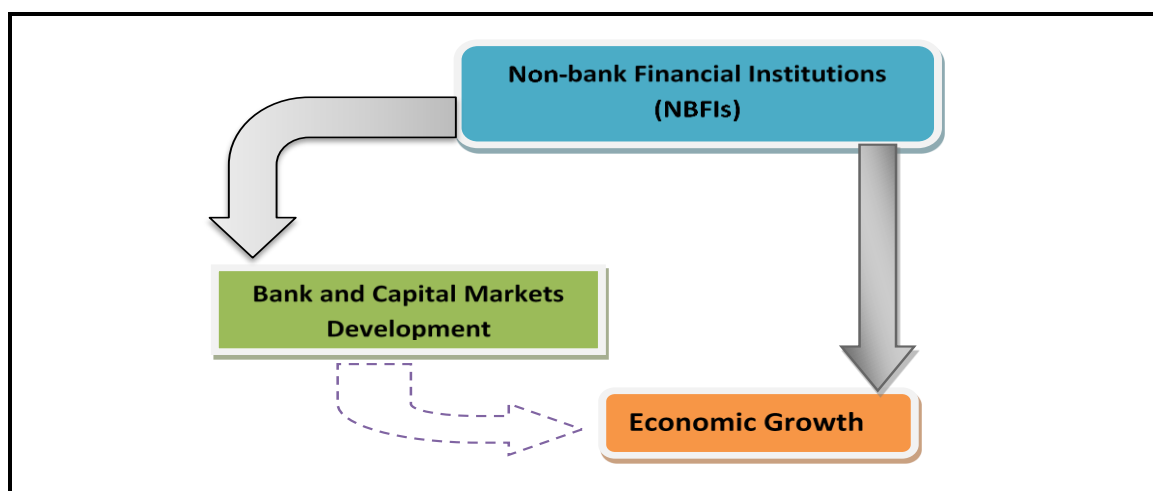 Non-bank Financial Institutions
(NBFIs)
Bank and Capital Markets
Development
Economic Growth